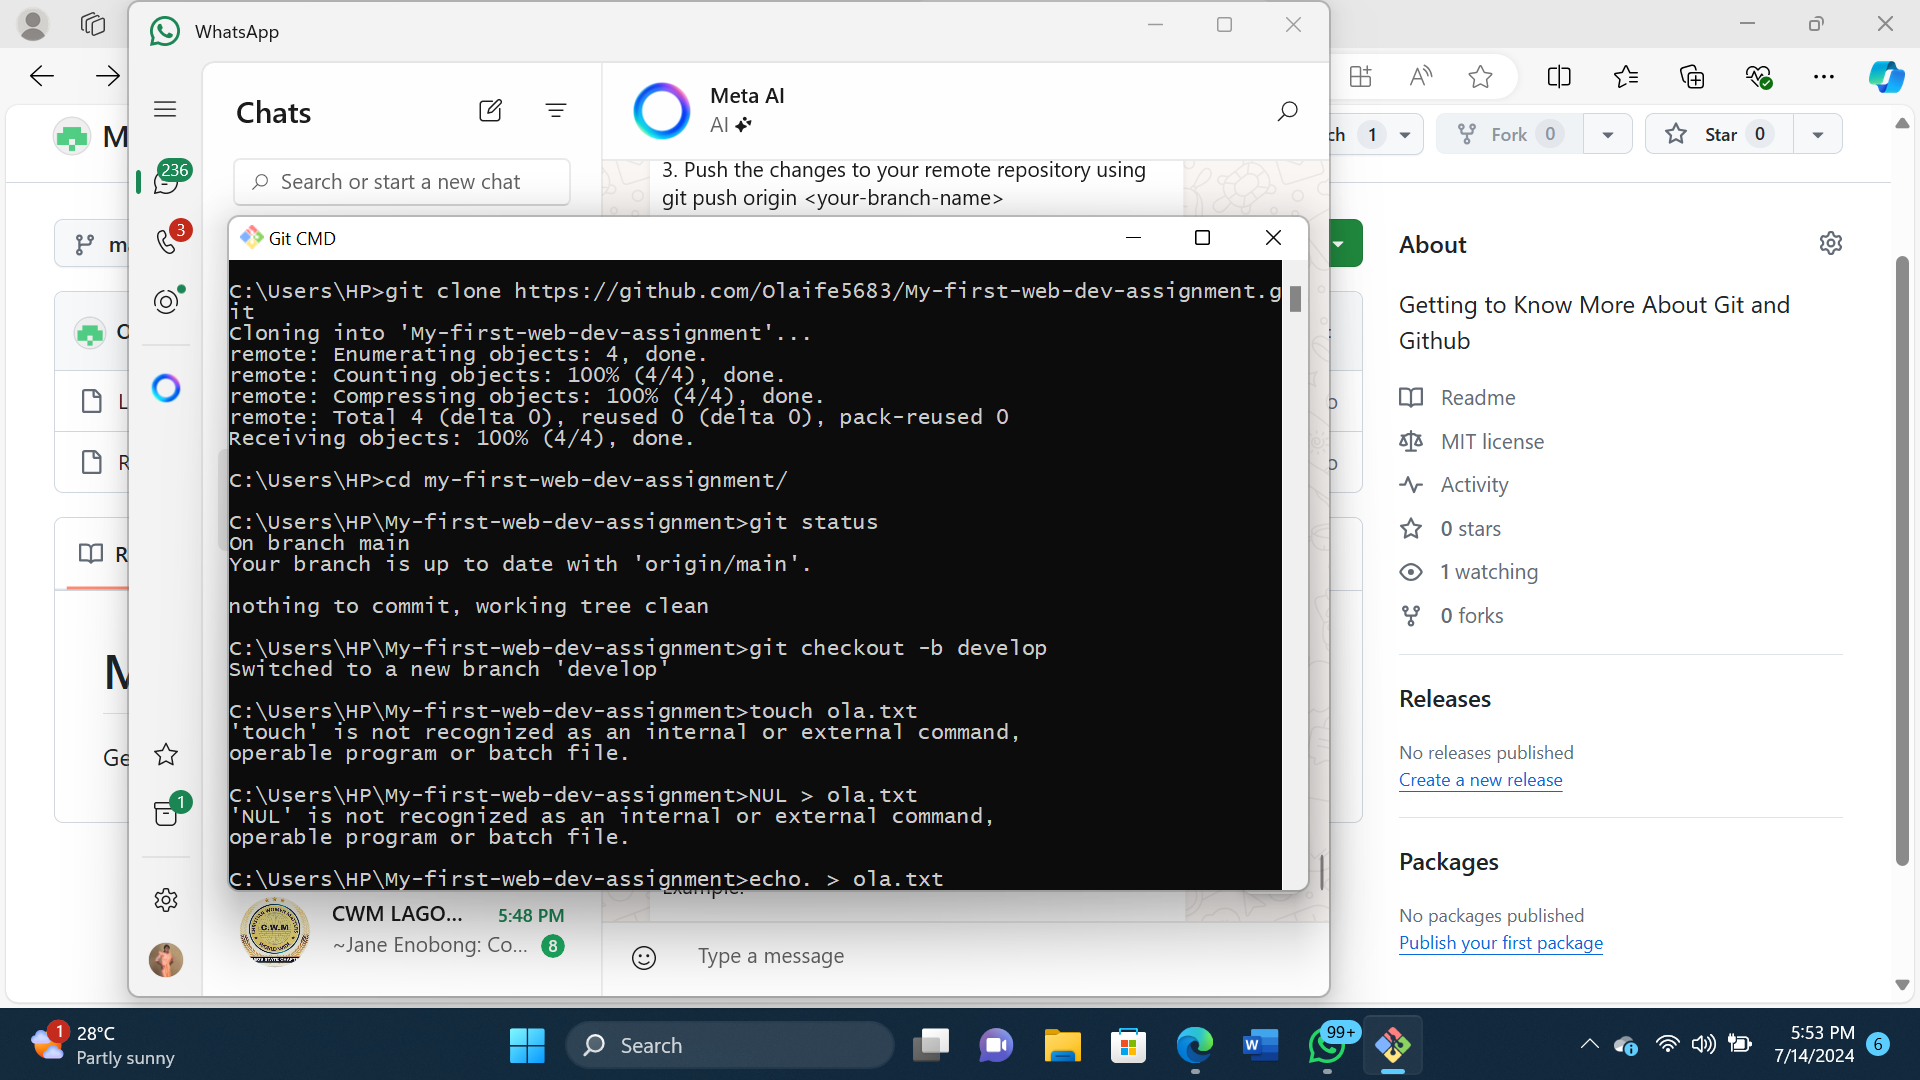 WhatsApp
Chats
Meta AI
AI
236
3
Search or start a new chat
3. Push the changes to your remote repository using
git push origin <your-branch-name>
Git CMD
C:\Users\HP>git clone https://github.com/Olaife5683/My-first-web-dev-assignment.g
it
Cloning into 'My-first-web-dev-assignment'...
remote: Enumerating objects: 4, done.
remote: Counting objects: 100% (4/4), done.
remote: Compressing objects: 100% (4/4), done.
remote: Total 4 (delta 0), reused 0 (delta 0), pack-reused 0
Receiving objects: 100% (4/4), done.
C:\Users\HP>cd my-first-web-dev-assignment/
C:\Users\HP\My-first-web-dev-assignment>git status
On branch main
Your branch is up to date with 'origin/main'.
nothing to commit, working tree clean
C:\Users\HP\My-first-web-dev-assignment>git checkout -b develop
Switched to a new branch 'develop'
C:\Users\HP\My-first-web-dev-assignment>touch ola.txt
'touch' is not recognized as an internal or external command,
operable program or batch file.
C:\Users\HP\My-first-web-dev-assignment>NUL > ola.txt
'NUL' is not recognized as an internal or external command,
operable program or batch file.
C:\Users\HP\My-first-web-dev-assignment>echo. > ola.txt
1
CWM LAGO... 5:48 PM
~Jane Enobong: Co... 8
Type a message
ch 1
Fork 0
Star 0
About
Getting to Know More About Git and
Github
Readme
MIT license
Activity
0 stars
1 watching
0 forks
Releases
No releases published
Create a new release
Packages
No packages published
Publish your first package
1
28°C
Partly sunny
Search
99+
5:53 PM
7/14/2024
6